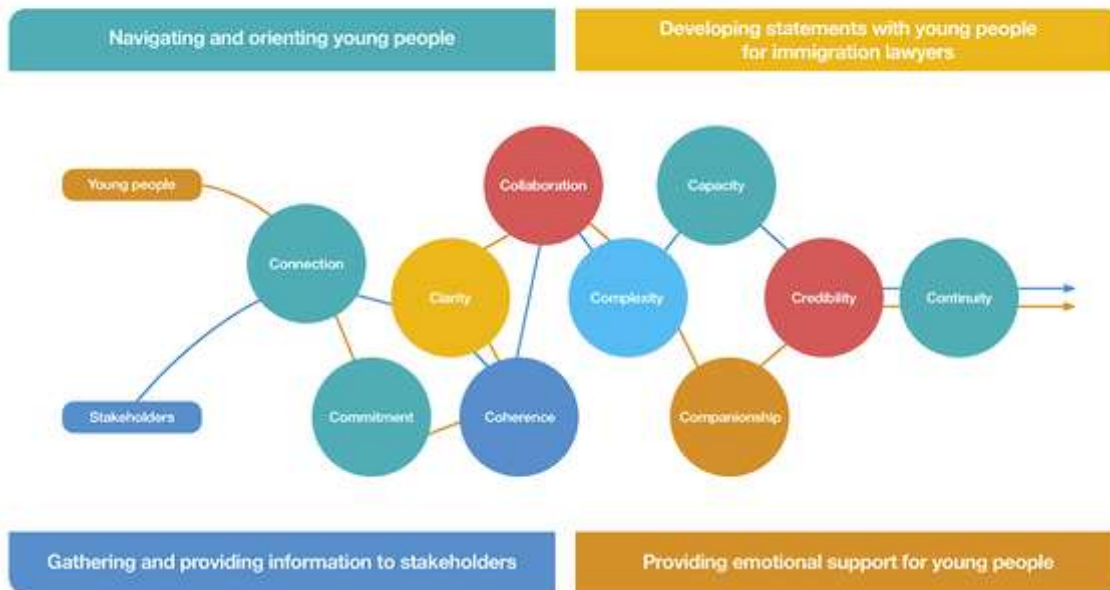 Navigating and orienting young people
Developing statements with young people
for immigration lawyers
Young people
Connection
Collaboration
Capacity
Clarity
Complexity
Credibility
Continuity
Stakeholders
Commitment
Coherence
Companionship
Gathering and providing information to stakeholders
Providing emotional support for young people